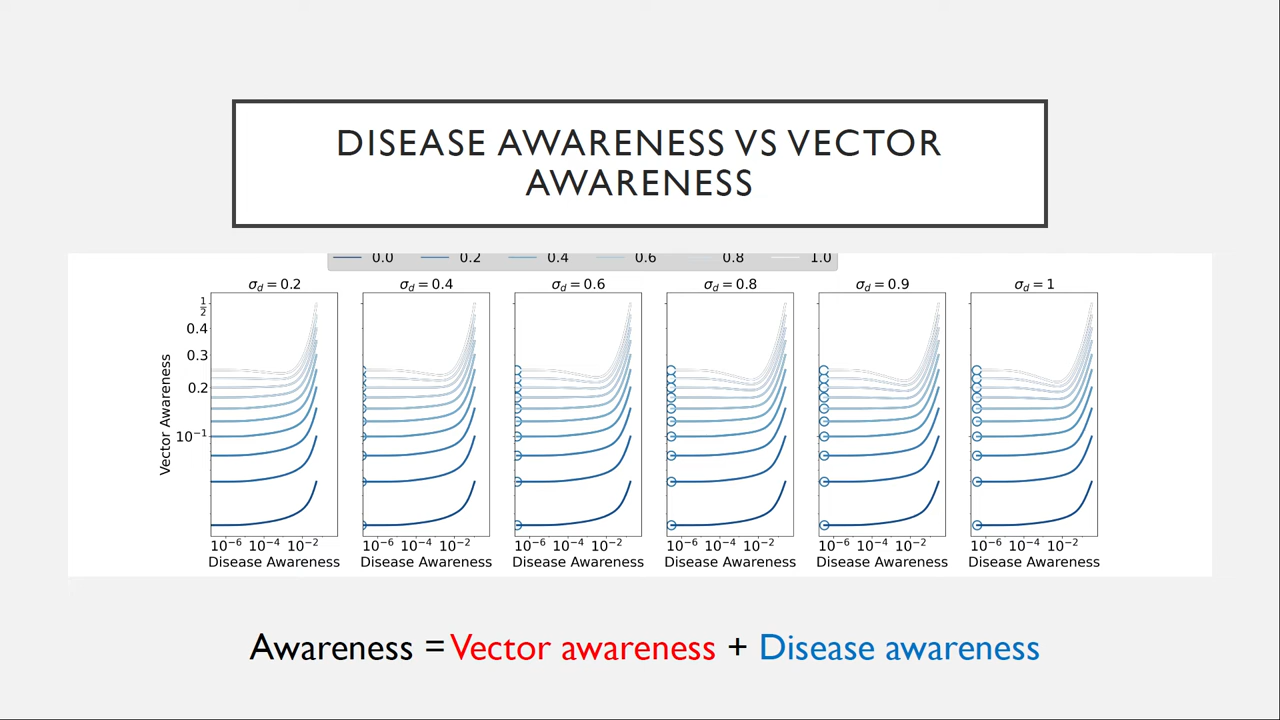 DISEASE AWARENESS VS VECTOR
AWARENESS
0.0 0.2 0.4 0.6 0.8 1.0
σd = 0.2 σd = 0.4 σd = 0.6 σd = 0.8 σd = 0.9 σd = 1
Vector Awareness
1/2
0.4
0.3
0.2
10⁻¹
10⁻⁶ 10⁻⁴ 10⁻² 10⁻⁶ 10⁻⁴ 10⁻² 10⁻⁶ 10⁻⁴ 10⁻² 10⁻⁶ 10⁻⁴ 10⁻² 10⁻⁶ 10⁻⁴ 10⁻² 10⁻⁶ 10⁻⁴ 10⁻²
Disease Awareness Disease Awareness Disease Awareness Disease Awareness Disease Awareness Disease Awareness
Awareness = Vector awareness + Disease awareness